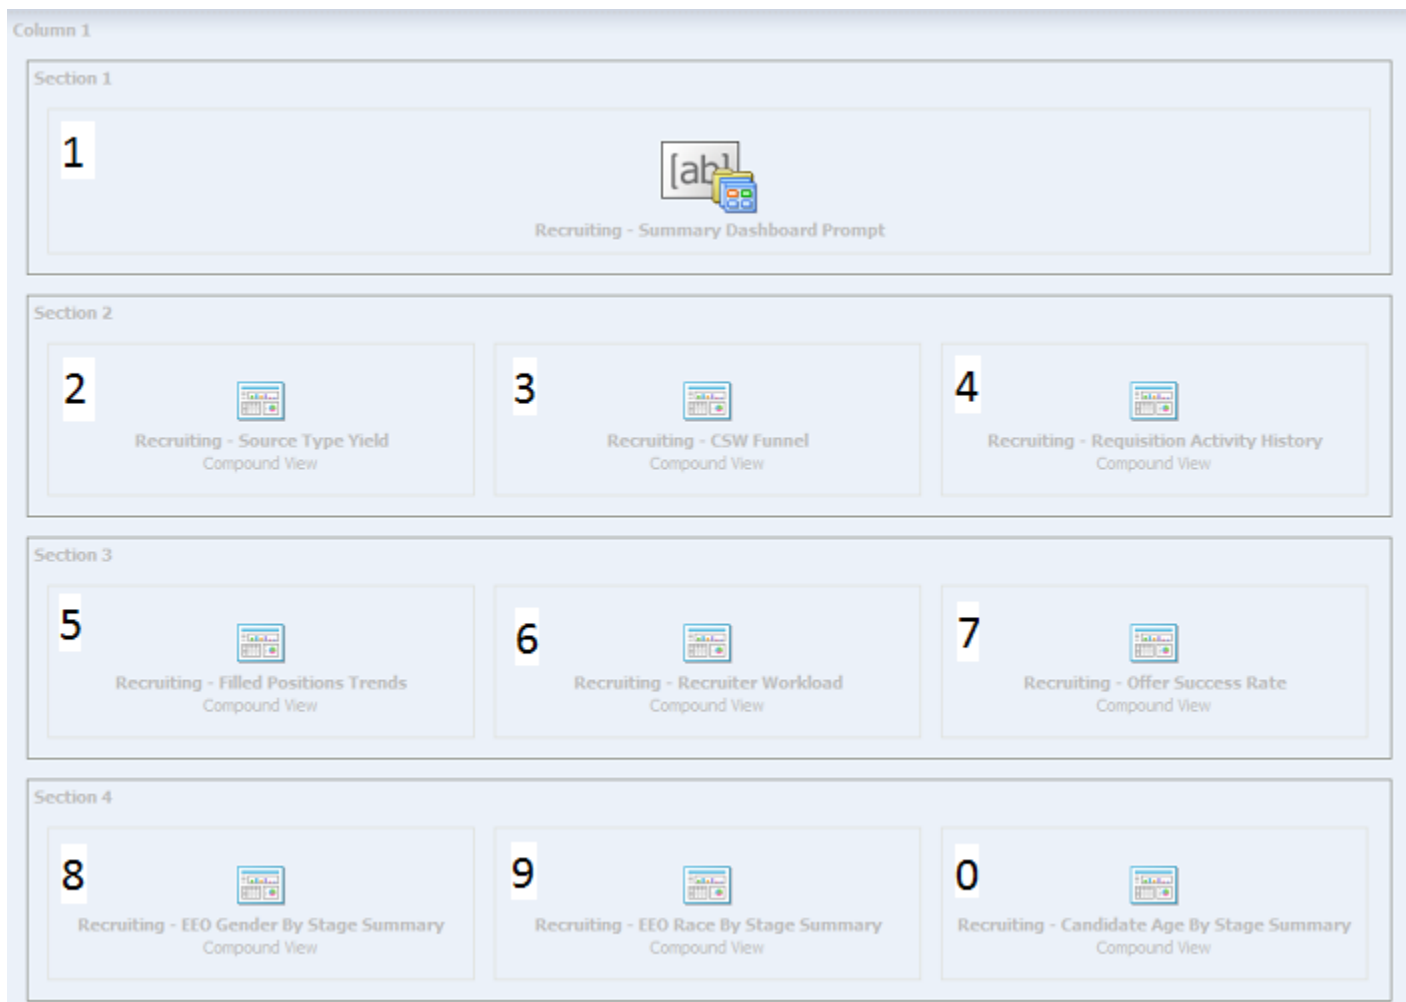 Column 1
Section 1
1
[ab]
Recruiting - Summary Dashboard Prompt
Section 2
2
Recruiting - Source Type Yield
Compound View
3
Recruiting - CSW Funnel
Compound View
4
Recruiting - Requisition Activity History
Compound View
Section 3
5
Recruiting - Filled Positions Trends
Compound View
6
Recruiting - Recruiter Workload
Compound View
7
Recruiting - Offer Success Rate
Compound View
Section 4
8
Recruiting - EEO Gender By Stage Summary
Compound View
9
Recruiting - EEO Race By Stage Summary
Compound View
0
Recruiting - Candidate Age By Stage Summary
Compound View